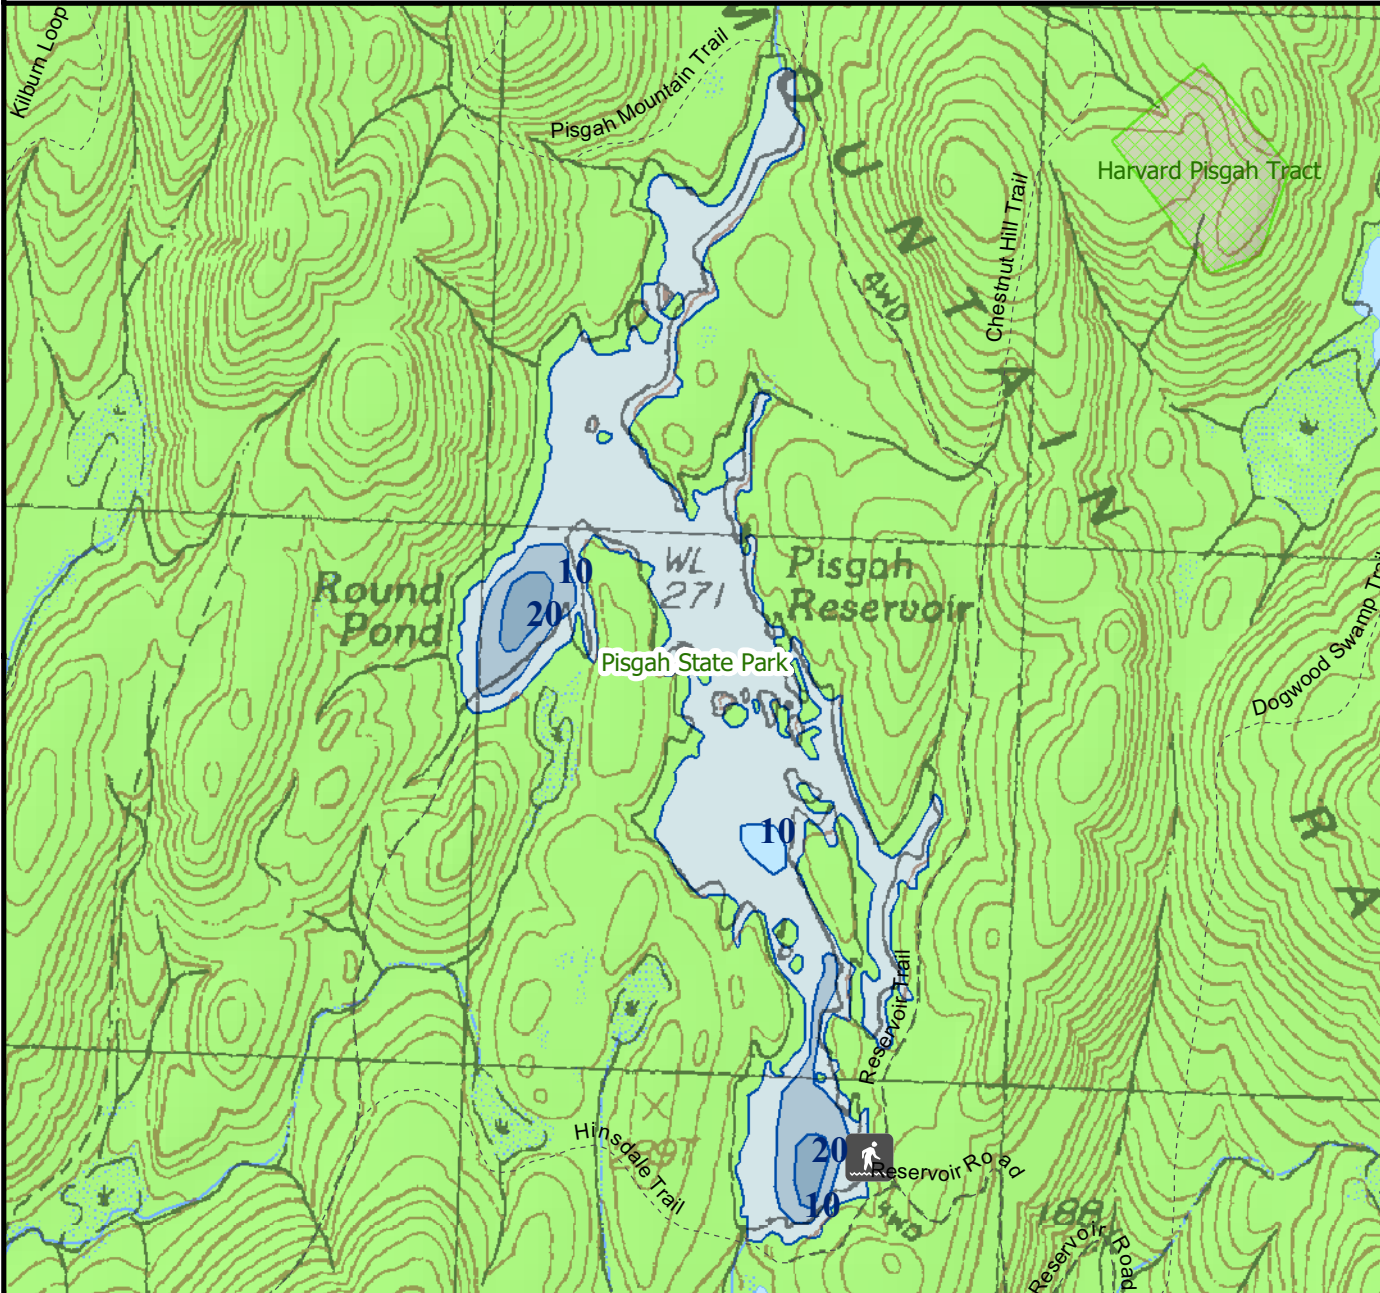 Kilburn Loop
Pisgah Mountain Trail
M
O
U
N
T
A
I
N
Harvard Pisgah Tract
Chestnut Hill Trail
4WD
Round
Pond
10
20
WL
271
Pisgah
Reservoir
Pisgah State Park
Dogwood Swamp Trail
10
R
A
Reservoir Trail
Hinsdale Trail
20
10
Reservoir Road
4WD
Reservoir Road